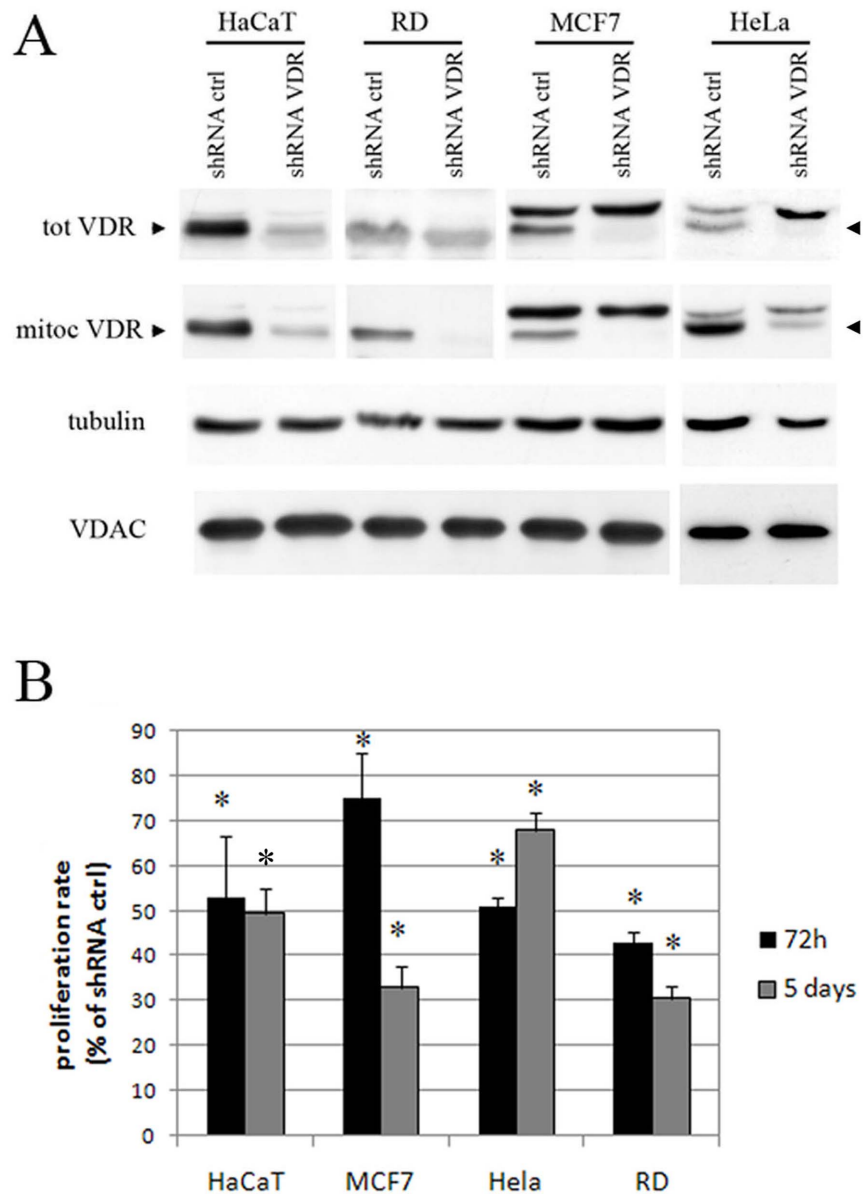 A
HaCaT RD MCF7 HeLa
shRNA ctrl shRNA VDR shRNA ctrl shRNA VDR shRNA ctrl shRNA VDR shRNA ctrl shRNA VDR
tot VDR
mitoc VDR
tubulin
VDAC
B
proliferation rate
(% of shRNA ctrl)
90
80
70
60
50
40
30
20
10
0
* * * * * * * *
72h
5 days
HaCaT MCF7 Hela RD